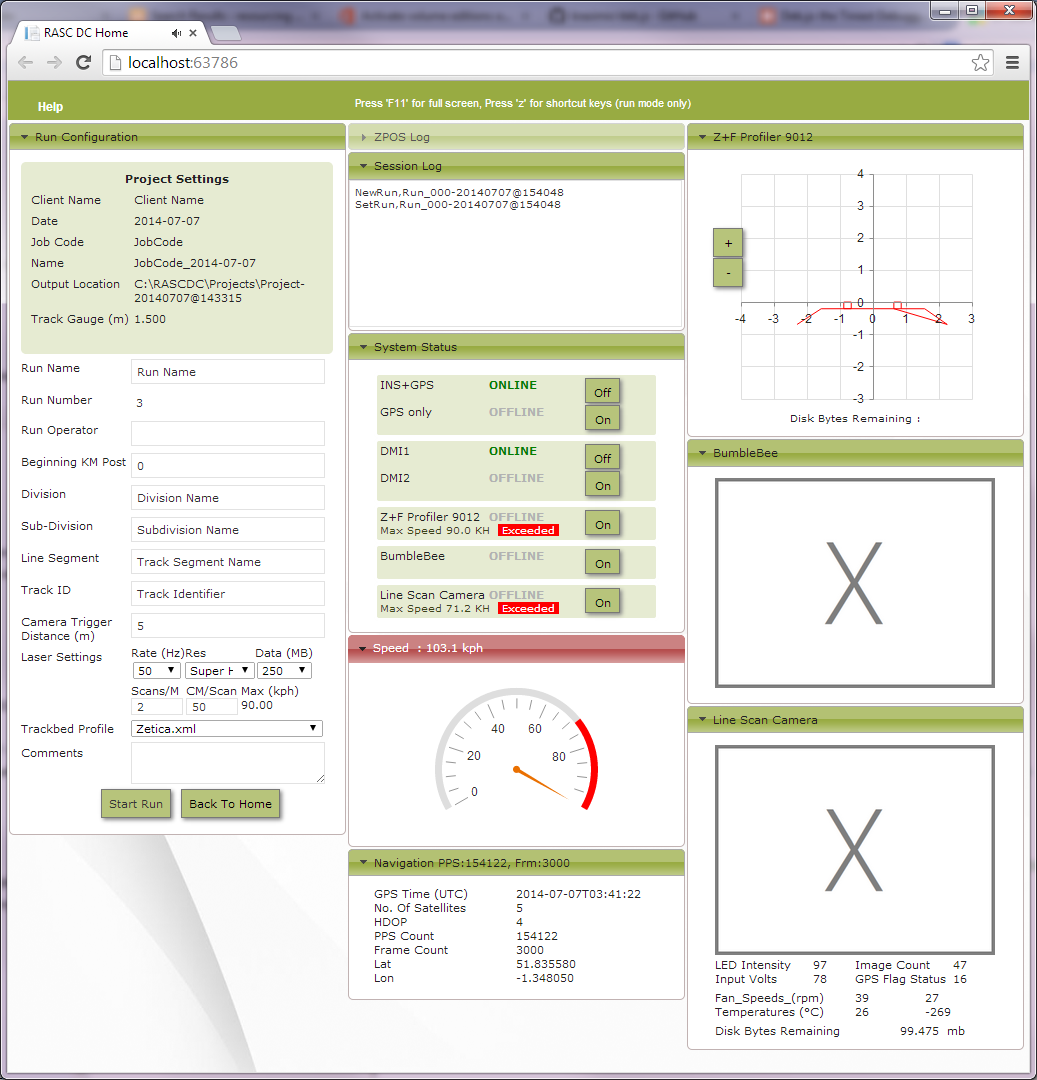 RASC DC Home
localhost:63786
Help
Press 'F11' for full screen, Press 'z' for shortcut keys (run mode only)
Run Configuration
Project Settings
Client Name Client Name
Date 2014-07-07
Job Code JobCode
Name JobCode_2014-07-07
Output Location C:\RASCDC\Projects\Project-
20140707@143315
Track Gauge (m) 1.500
Run Name Run Name
Run Number 3
Run Operator
Beginning KM Post 0
Division Division Name
Sub-Division Subdivision Name
Line Segment Track Segment Name
Track ID Track Identifier
Camera Trigger
Distance (m) 5
Laser Settings Rate (Hz) Res Data (MB)
50 Super H 250
Scans/M CM/Scan Max (kph)
2 50 90.00
Trackbed Profile Zetica.xml
Comments
Start Run Back To Home
ZPOS Log
Session Log
NewRun,Run_000-20140707@154048
SetRun,Run_000-20140707@154048
System Status
INS+GPS ONLINE Off
GPS only OFFLINE On
DMI1 ONLINE Off
DMI2 OFFLINE On
Z+F Profiler 9012 OFFLINE On
Max Speed 90.0 KH Exceeded
BumbleBee OFFLINE On
Line Scan Camera OFFLINE On
Max Speed 71.2 KH Exceeded
Speed : 103.1 kph
40 60
20 80
0
Navigation PPS:154122, Frm:3000
GPS Time (UTC) 2014-07-07T03:41:22
No. Of Satellites 5
HDOP 4
PPS Count 154122
Frame Count 3000
Lat 51.835580
Lon -1.348050
Z+F Profiler 9012
4
3
+ 2
- 1
0
-4 -3 -2 -1 0 1 2 3
-1
-2
-3
Disk Bytes Remaining :
BumbleBee
X
Line Scan Camera
X
LED Intensity 97 Image Count 47
Input Volts 78 GPS Flag Status 16
Fan_Speeds_(rpm) 39 27
Temperatures (°C) 26 -269
Disk Bytes Remaining 99.475 mb